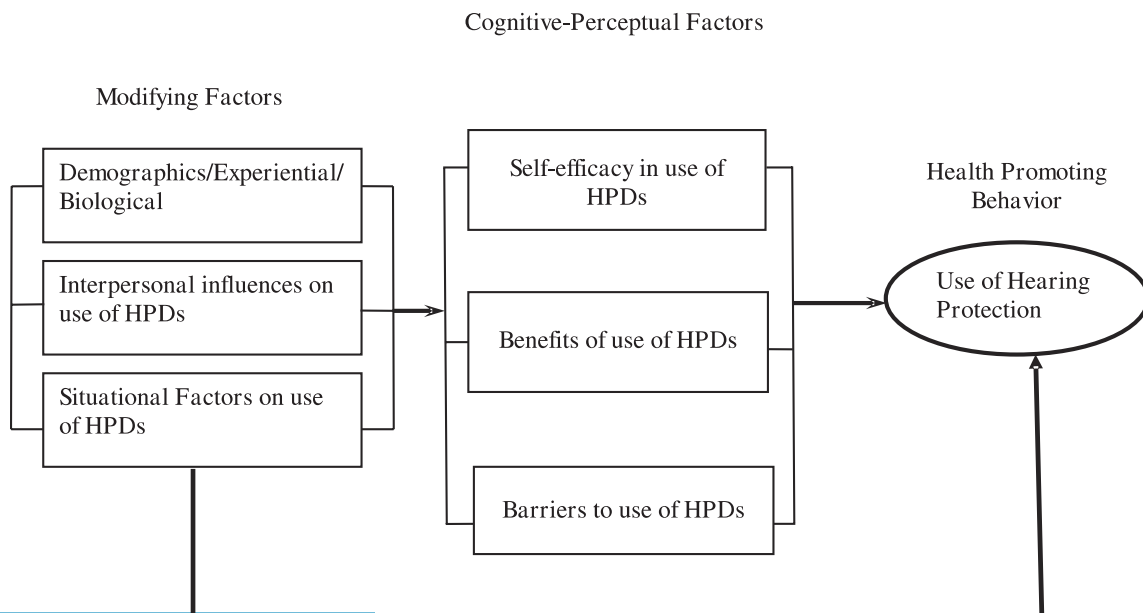 Cognitive-Perceptual Factors
Modifying Factors
Demographics/Experiential/
Biological
Interpersonal influences on
use of HPDs
Situational Factors on use
of HPDs
Self-efficacy in use of
HPDs
Benefits of use of HPDs
Barriers to use of HPDs
Health Promoting
Behavior
Use of Hearing
Protection